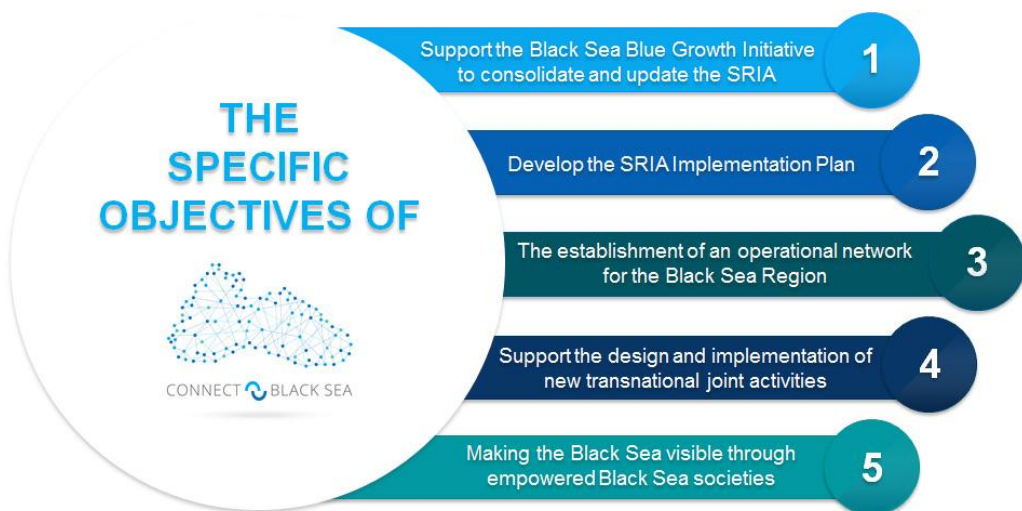 THE
SPECIFIC
OBJECTIVES OF
CONNECT BLACK SEA
Support the Black Sea Blue Growth Initiative
to consolidate and update the SRIA
1
Develop the SRIA Implementation Plan
2
The establishment of an operational network
for the Black Sea Region
3
Support the design and implementation of
new transnational joint activities
4
Making the Black Sea visible through
empowered Black Sea societies
5